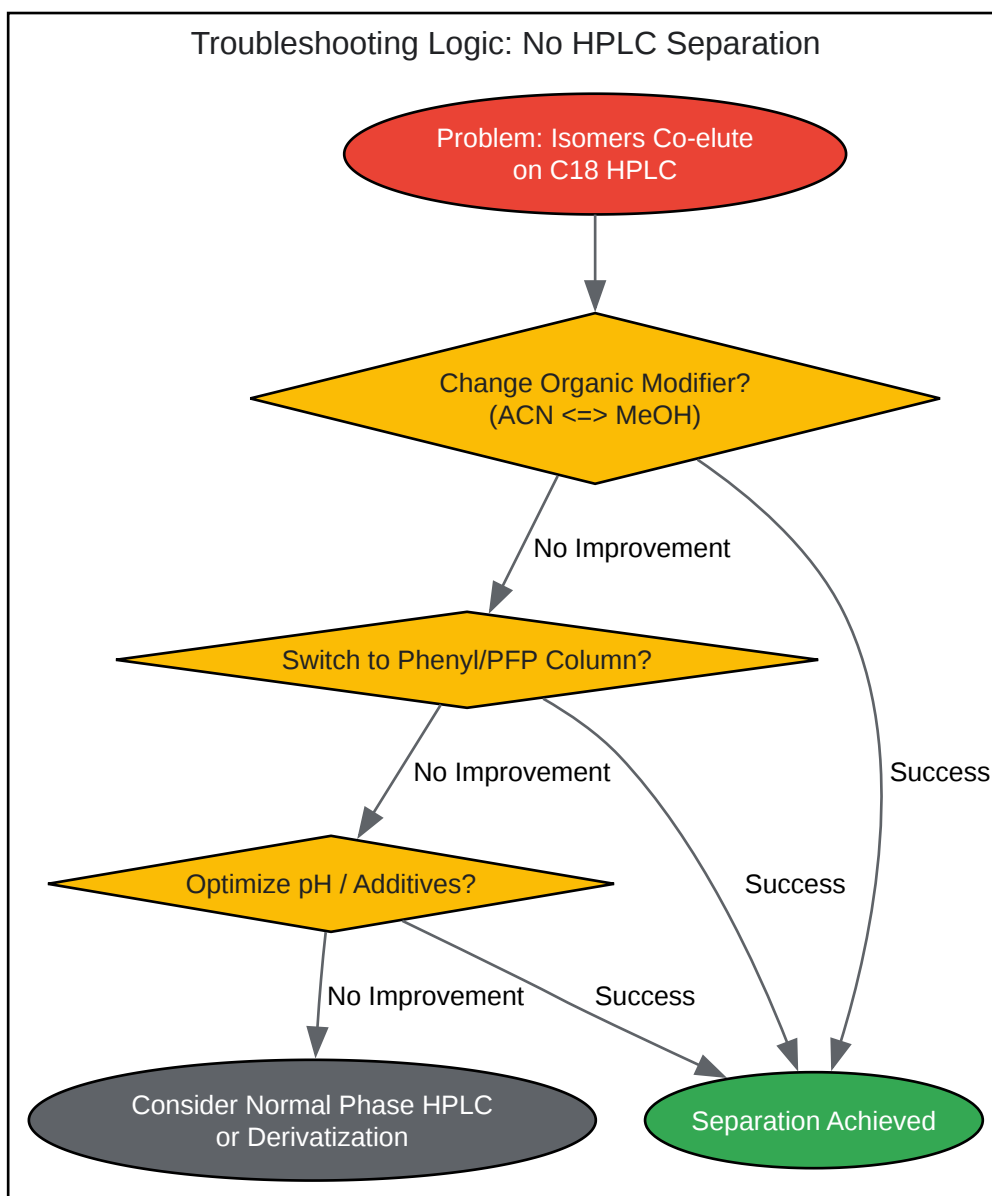 Troubleshooting Logic: No HPLC Separation
Problem: Isomers Co-elute
on C18 HPLC
Change Organic Modifier?
(ACN <=> MeOH)
No Improvement
Switch to Phenyl/PFP Column?
No Improvement
Success
Optimize pH / Additives?
Success
No Improvement
Success
Consider Normal Phase HPLC
or Derivatization
Separation Achieved